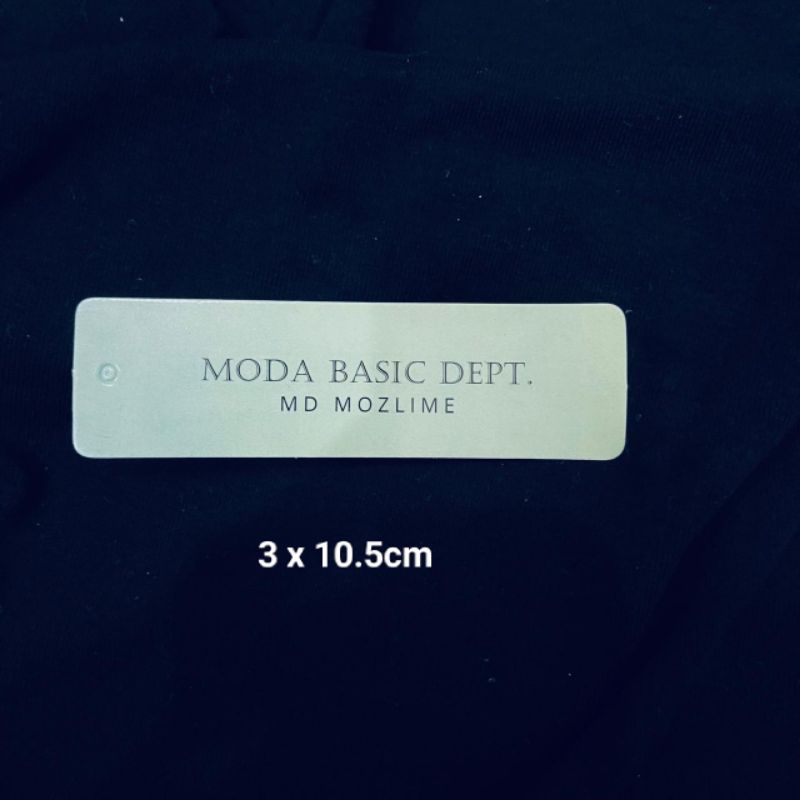 MODA BASIC DEPT.
MD MOZLIME
3 x 10.5cm